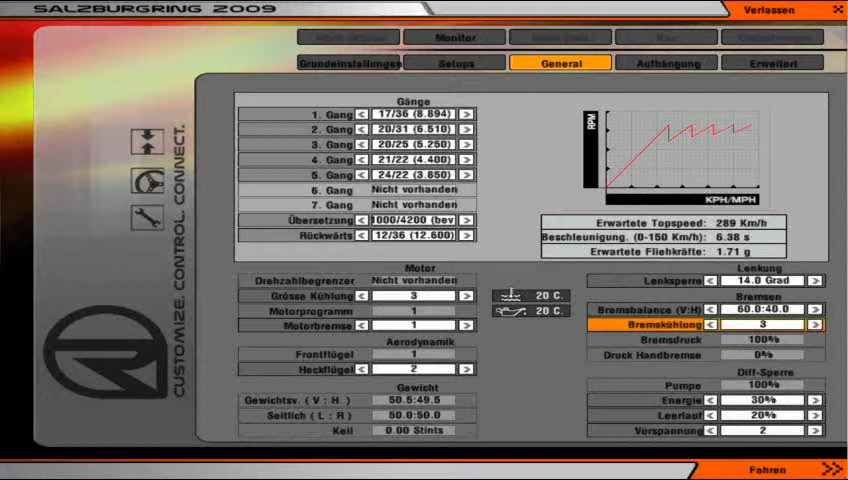 SALZBURGRING 2009
Verlassen
Monitor
Grundeinstellungen
Setups
General
Aufhängung
Erweitert
CUSTOMIZE. CONTROL. CONNECT.
Gänge
1. Gang < 17/36 (8.894) >
2. Gang < 20/31 (6.510) >
3. Gang < 20/25 (5.250) >
4. Gang < 21/22 (4.400) >
5. Gang < 24/22 (3.850) >
6. Gang Nicht vorhanden
7. Gang Nicht vorhanden
Übersetzung < 1000/4200 (bev >
Rückwärts < 12/36 (12.600) >
RPM
KPH/MPH
Erwartete Topspeed: 289 Km/h
Beschleunigung. (0-150 Km/h): 6.38 s
Erwartete Fliehkräfte: 1.71 g
Motor
Drehzahlbegrenzer Nicht vorhanden
Grösse Kühlung < 3 >
Motorprogramm 1
Motorbremse < 1 >
20 C.
20 C.
Aerodynamik
Frontflügel 1
Heckflügel < 2 >
Gewicht
Gewichtsv. ( V : H ) 50.5:49.5
Seitlich ( L : R ) 50.0:50.0
Keil 0.00 Stints
Lenkung
Lenksperre < 14.0 Grad >
Bremsen
Bremsbalance (V:H) < 60.0:40.0 >
Bremskühlung < 3 >
Bremsdruck 100%
Druck Handbremse 0%
Diff-Sperre
Pumpe 100%
Energie < 30% >
Leerlauf < 20% >
Vorspannung < 2 >
Fahren >>